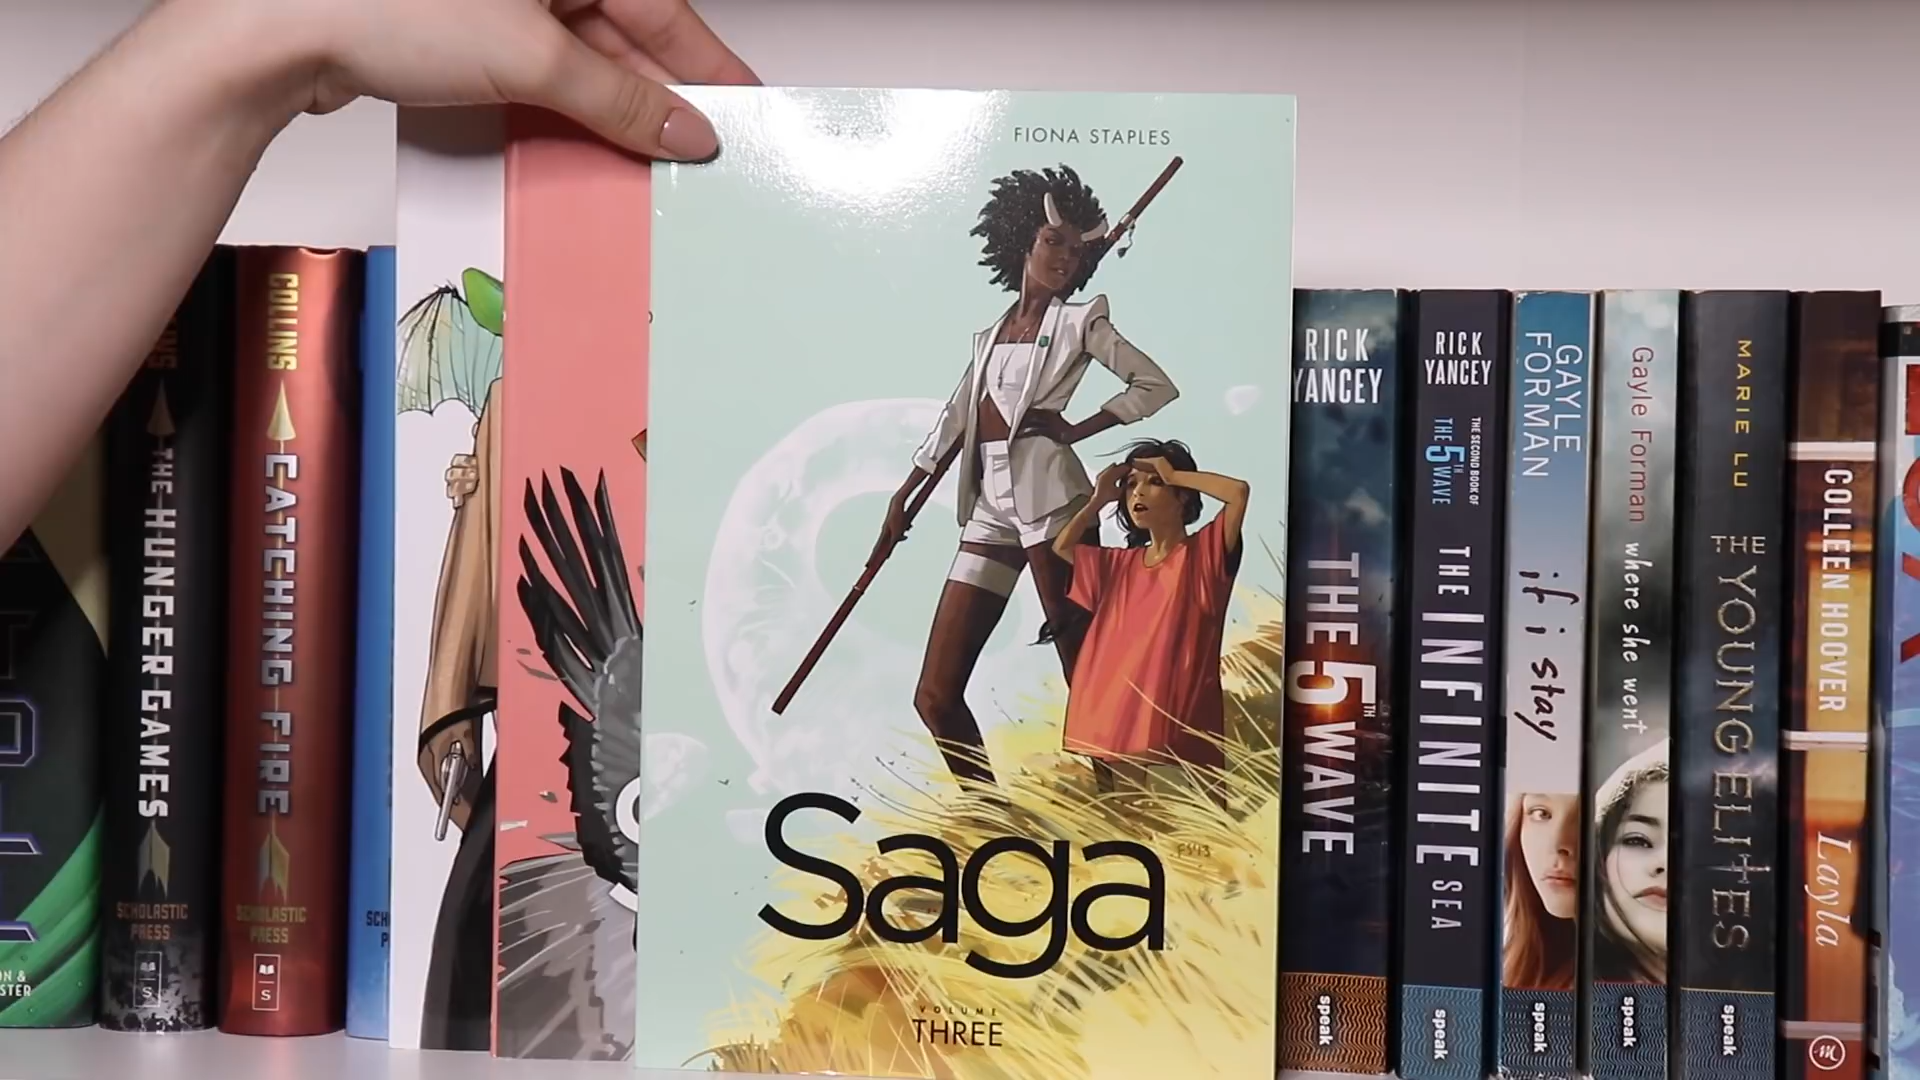 FIONA STAPLES
Saga
FS43
VOLUME
THREE
THE HUNGER GAMES
SCHOLASTIC
PRESS
S
COLLINS
CATCHING FIRE
SCHOLASTIC
PRESS
S
RICK
YANCEY
THE 5TH WAVE
speak
RICK
YANCEY
THE SECOND BOOK OF
THE 5TH WAVE
THE INFINITE SEA
speak
GAYLE
FORMAN
if i stay
speak
Gayle Forman
where she went
speak
MARIE LU
THE YOUNG ELITES
speak
COLLEEN HOOVER
Layla
m